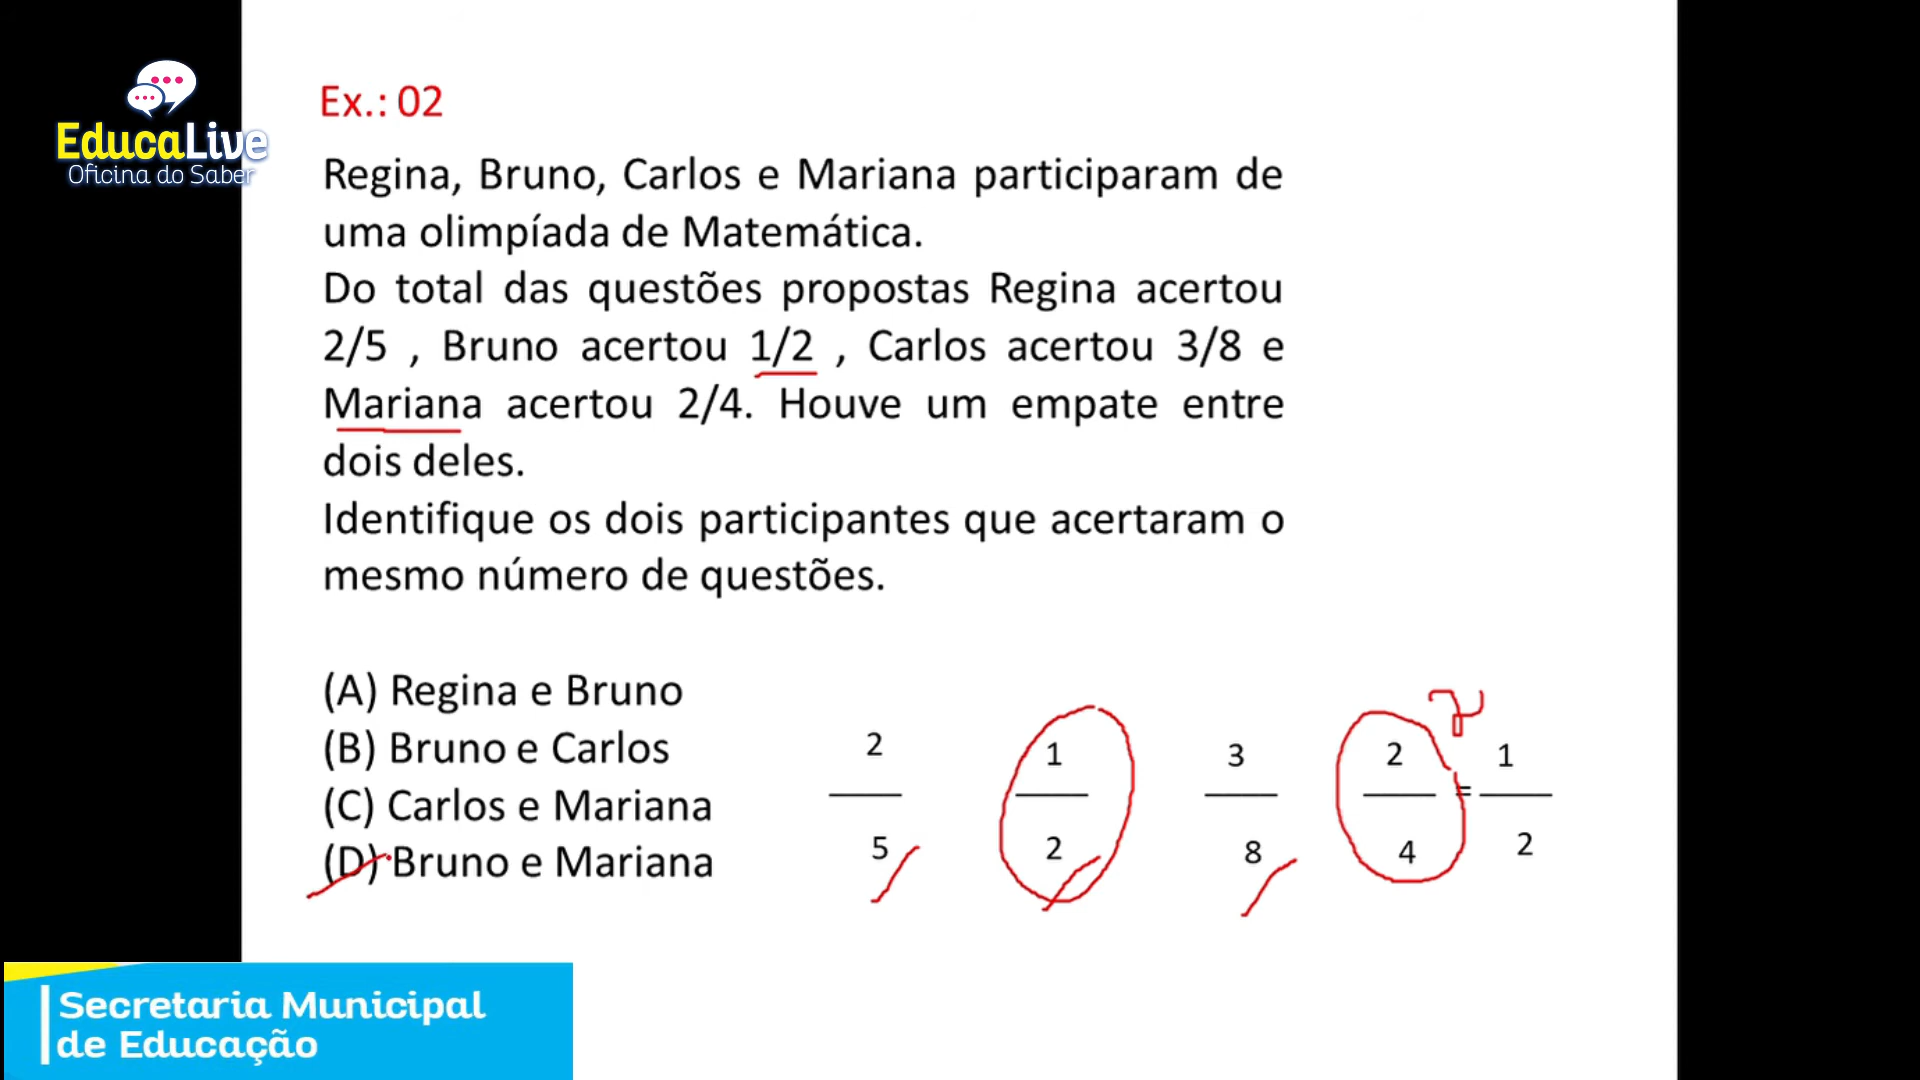 EducaLive
Oficina do Saber
Ex.: 02
Regina, Bruno, Carlos e Mariana participaram de
uma olimpíada de Matemática.
Do total das questões propostas Regina acertou
2/5 , Bruno acertou 1/2 , Carlos acertou 3/8 e
Mariana acertou 2/4. Houve um empate entre
dois deles.
Identifique os dois participantes que acertaram o
mesmo número de questões.
(A) Regina e Bruno
(B) Bruno e Carlos
(C) Carlos e Mariana
(D) Bruno e Mariana
2 1 3 2 = 1
5 2 8 4 2
Secretaria Municipal
de Educação